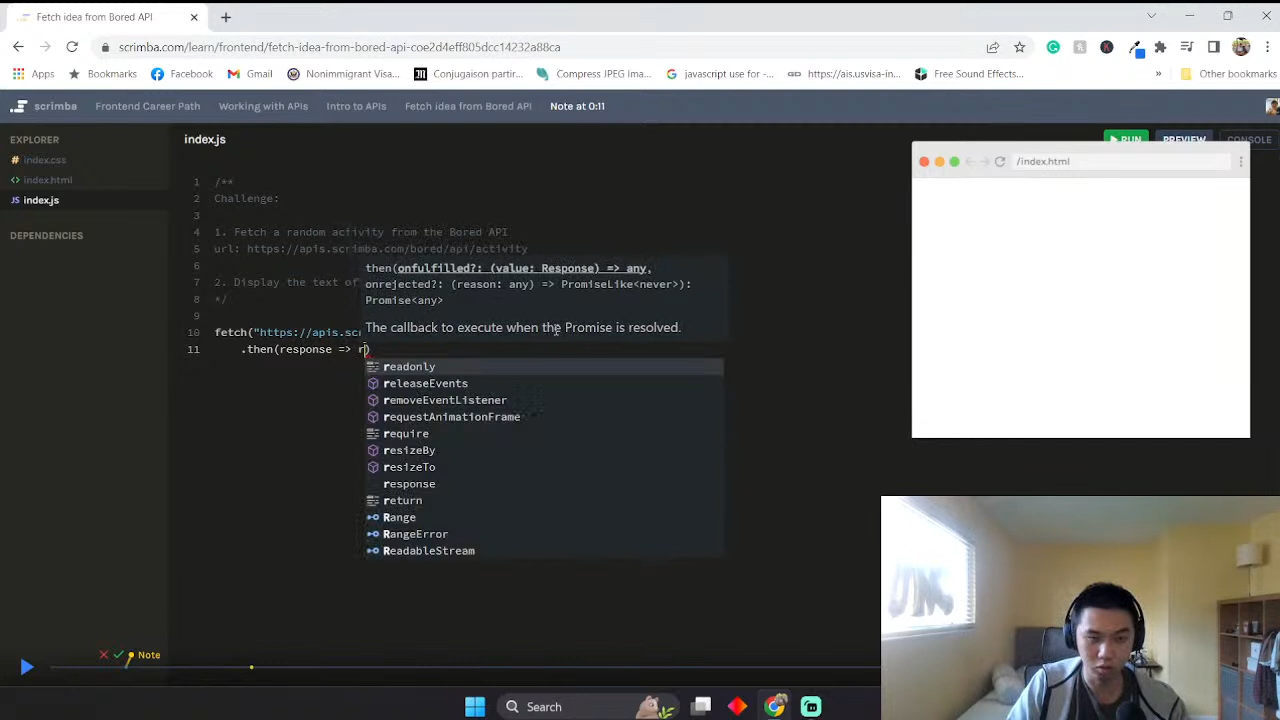 Fetch idea from Bored API
scrimba.com/learn/frontend/fetch-idea-from-bored-api-coe2d4eff805dcc14232a8ca
Apps Bookmarks Facebook Gmail Nonimmigrant Visa... Conjugaison partir... Compress JPEG Imag... javascript use for -... https://ais.usvisa-in... Free Sound Effects... » Other bookmarks
scrimba Frontend Career Path Working with APIs Intro to APIs Fetch idea from Bored API Note at 0:11
EXPLORER
index.css
index.html
index.js
DEPENDENCIES
index.js
RUN PREVIEW CONSOLE
/index.html
1 /**
2 Challenge:
3
4 1. Fetch a random activity from the Bored API
5 url: https://apis.scrimba.com/bored/api/activity
6
7 2. Display the text of
8 */
9
10 fetch("https://apis.scr
11 .then(response => r)
then(onfulfilled?: (value: Response) => any,
onrejected?: (reason: any) => PromiseLike<never>):
Promise<any>
The callback to execute when the Promise is resolved.
readonly
releaseEvents
removeEventListener
requestAnimationFrame
require
resizeBy
resizeTo
response
return
Range
RangeError
ReadableStream
Note
Search